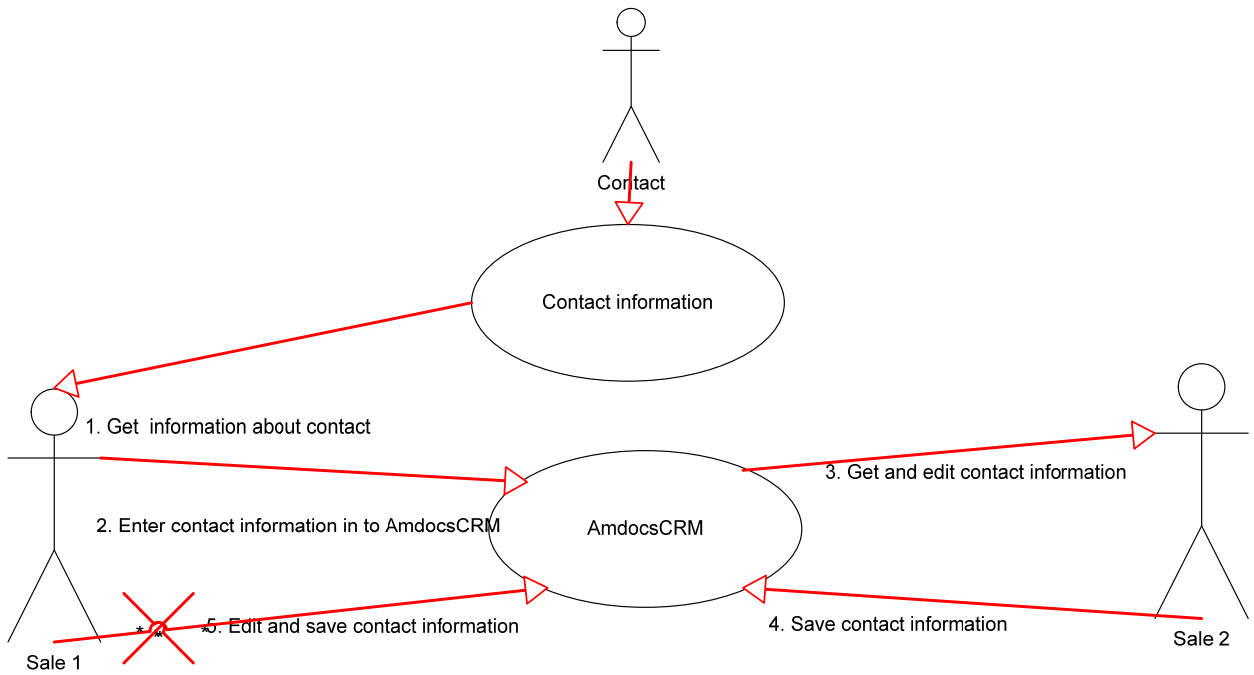 Contact
Contact information
1. Get  information about contact
3. Get and edit contact information
2. Enter contact information in to AmdocsCRM
AmdocsCRM
* * * 5. Edit and save contact information
4. Save contact information
Sale 1
Sale 2